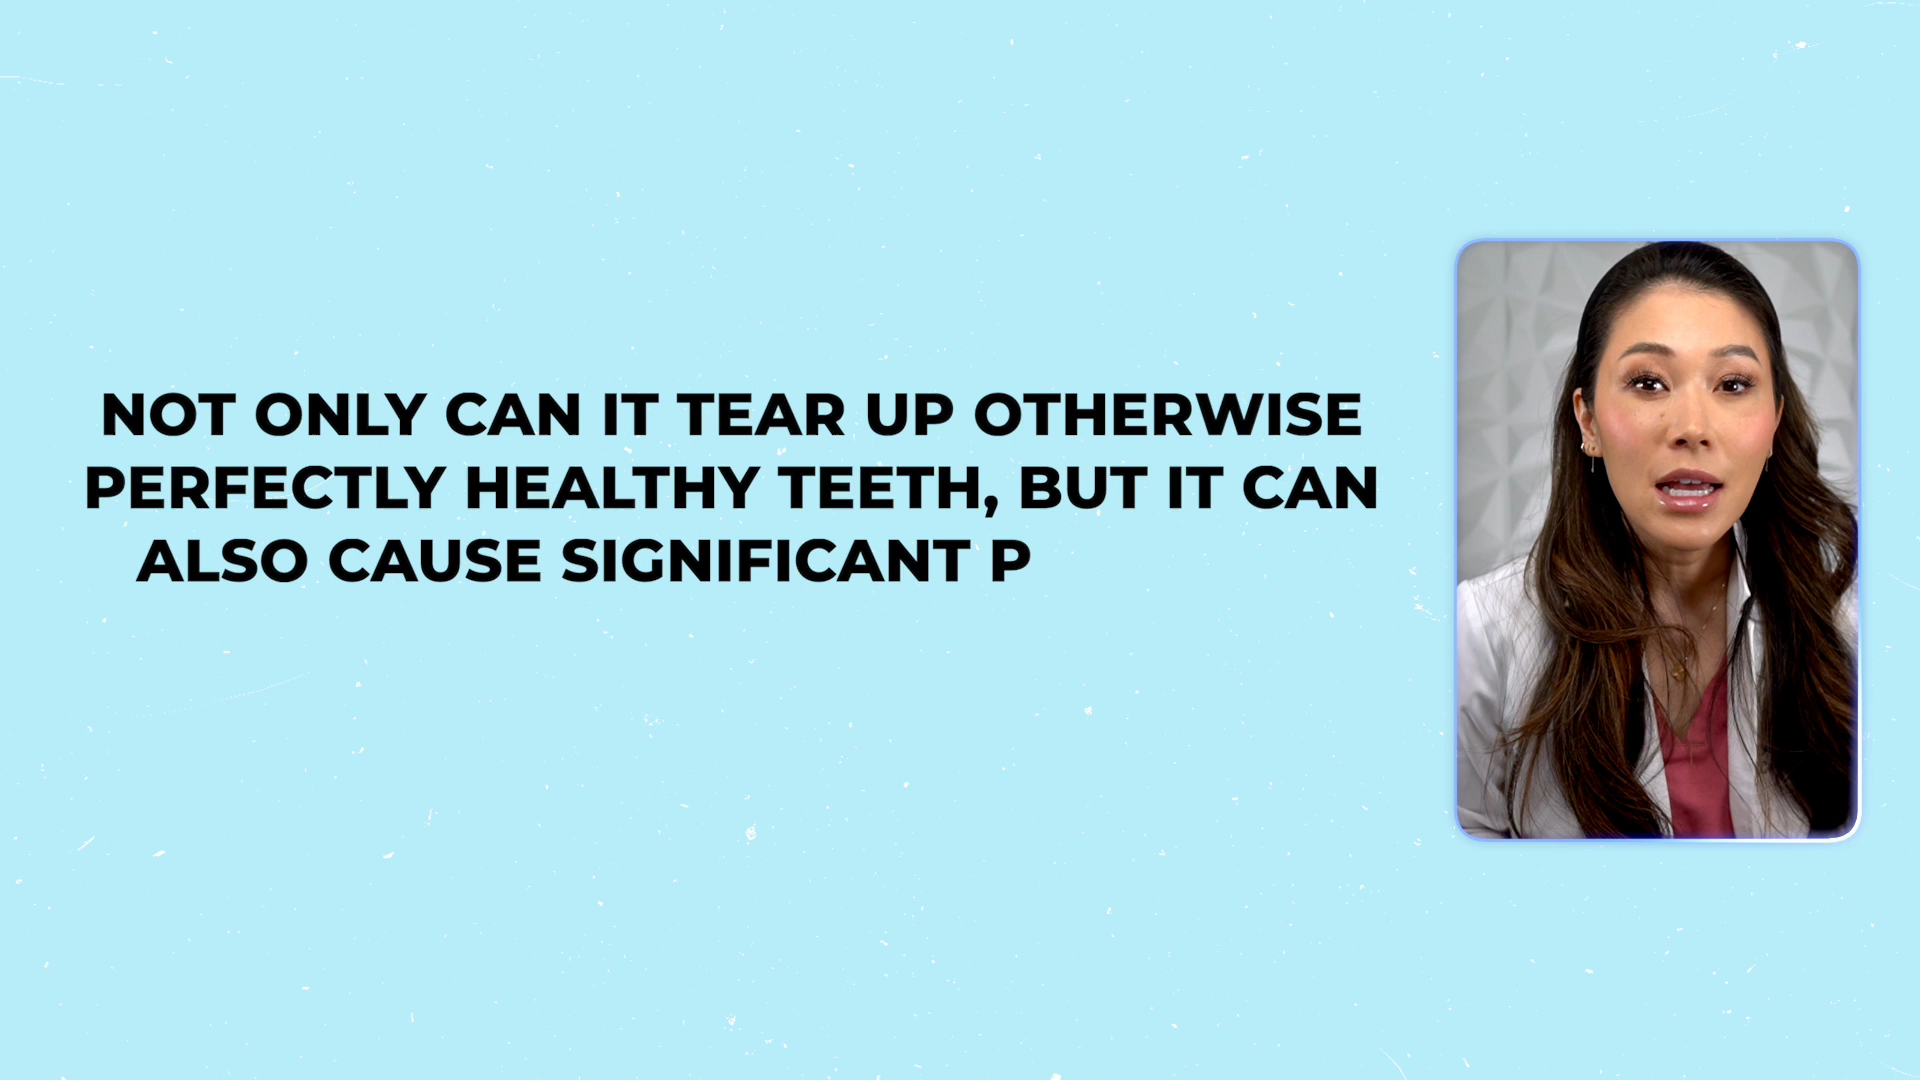 NOT ONLY CAN IT TEAR UP OTHERWISE
PERFECTLY HEALTHY TEETH, BUT IT CAN
ALSO CAUSE SIGNIFICANT P